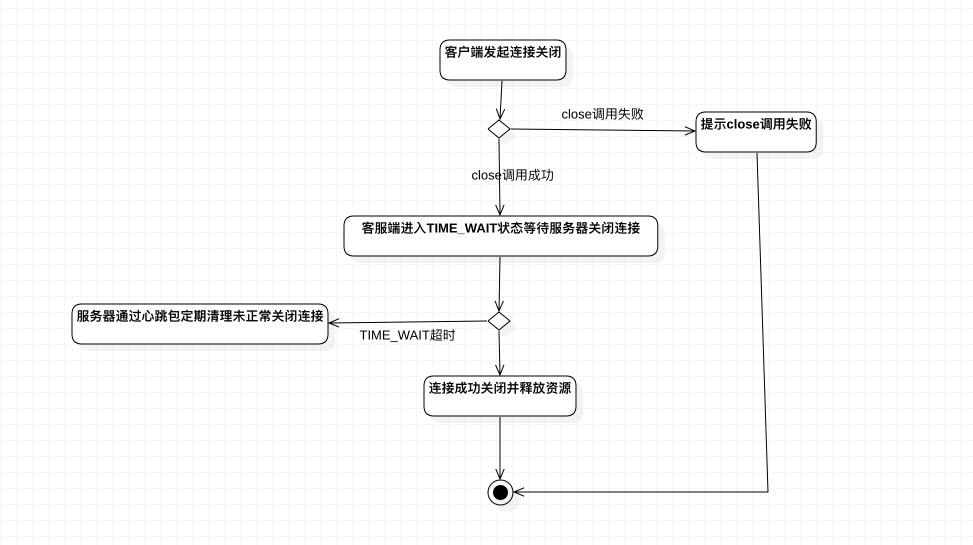 客户端发起连接关闭
close调用失败
提示close调用失败
close调用成功
客服端进入TIME_WAIT状态等待服务器关闭连接
服务器通过心跳包定期清理未正常关闭连接
TIME_WAIT超时
连接成功关闭并释放资源